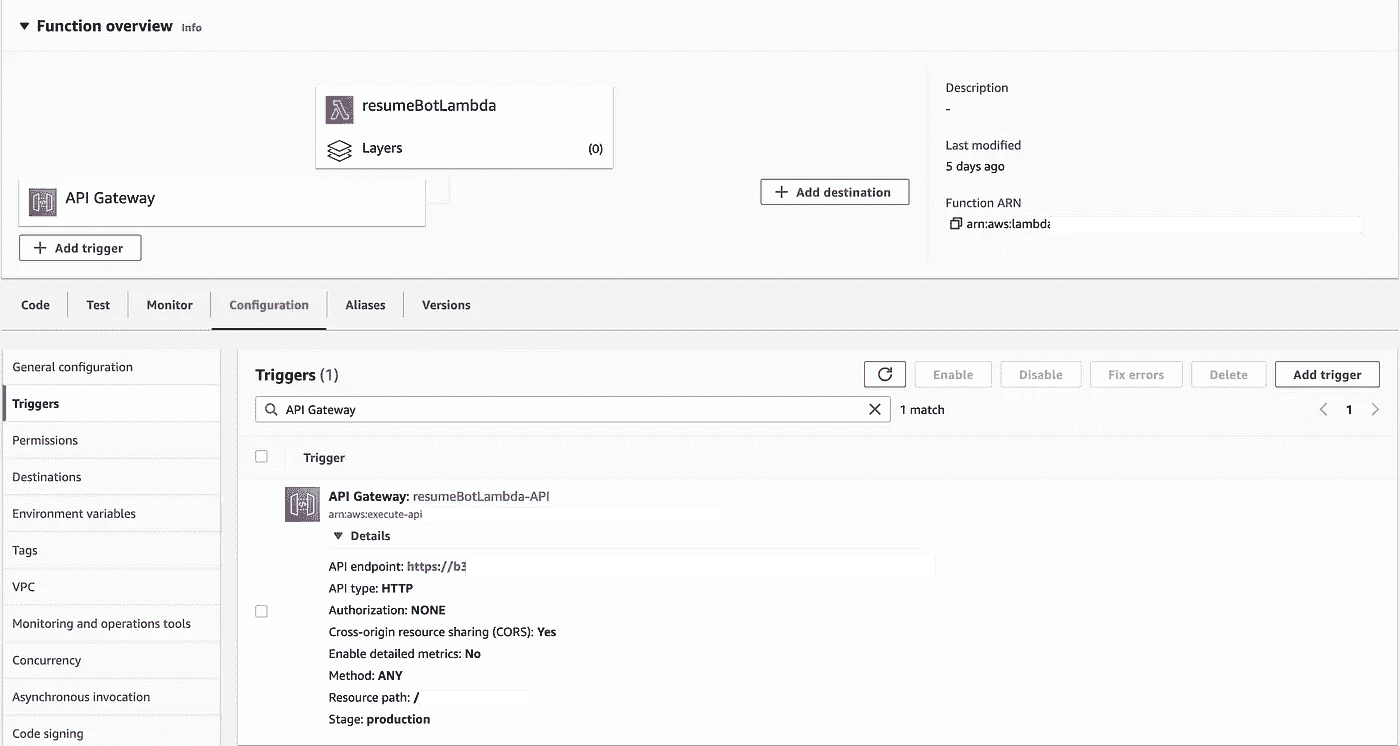 Function overview Info
resumeBotLambda
Layers (0)
API Gateway
+ Add trigger
+ Add destination
Description
-
Last modified
5 days ago
Function ARN
arn:aws:lambda
Code Test Monitor Configuration Aliases Versions
General configuration
Triggers
Permissions
Destinations
Environment variables
Tags
VPC
Monitoring and operations tools
Concurrency
Asynchronous invocation
Code signing
Triggers (1)
Enable Disable Fix errors Delete Add trigger
API Gateway 1 match 1
Trigger
API Gateway: resumeBotLambda-API
arn:aws:execute-api
Details
API endpoint: https://b3
API type: HTTP
Authorization: NONE
Cross-origin resource sharing (CORS): Yes
Enable detailed metrics: No
Method: ANY
Resource path: /
Stage: production